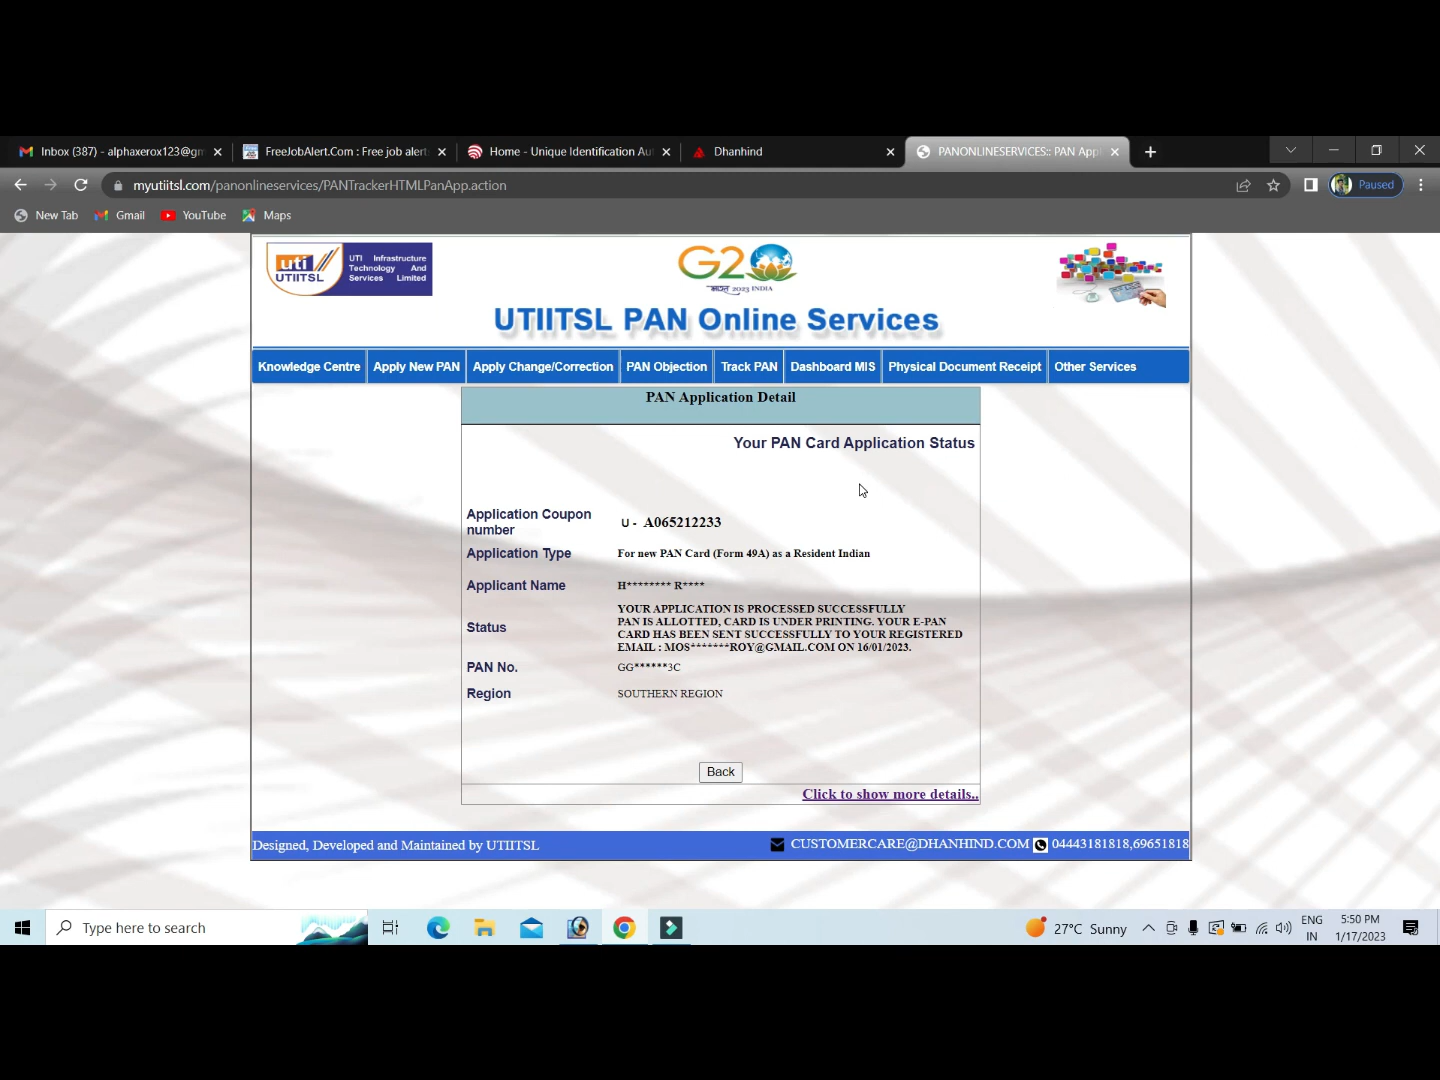 Inbox (387) - alphaxerox123@gm
FreeJobAlert.Com : Free job alert
Home - Unique Identification Au
Dhanhind
PANONLINESERVICES:: PAN App
myutiitsl.com/panonlineservices/PANTrackerHTMLPanApp.action
Paused
New Tab
Gmail
YouTube
Maps
uti
UTIITSL
UTI Infrastructure
Technology And
Services Limited
G20
भारत 2023 INDIA
UTIITSL PAN Online Services
Knowledge Centre
Apply New PAN
Apply Change/Correction
PAN Objection
Track PAN
Dashboard MIS
Physical Document Receipt
Other Services
PAN Application Detail
Your PAN Card Application Status
Application Coupon
number
U - A065212233
Application Type
For new PAN Card (Form 49A) as a Resident Indian
Applicant Name
H******** R****
Status
YOUR APPLICATION IS PROCESSED SUCCESSFULLY
PAN IS ALLOTTED, CARD IS UNDER PRINTING. YOUR E-PAN
CARD HAS BEEN SENT SUCCESSFULLY TO YOUR REGISTERED
EMAIL : MOS*******ROY@GMAIL.COM ON 16/01/2023.
PAN No.
GG******3C
Region
SOUTHERN REGION
Back
Click to show more details..
Designed, Developed and Maintained by UTIITSL
CUSTOMERCARE@DHANHIND.COM
04443181818,69651818
Type here to search
27°C Sunny
ENG
IN
5:50 PM
1/17/2023